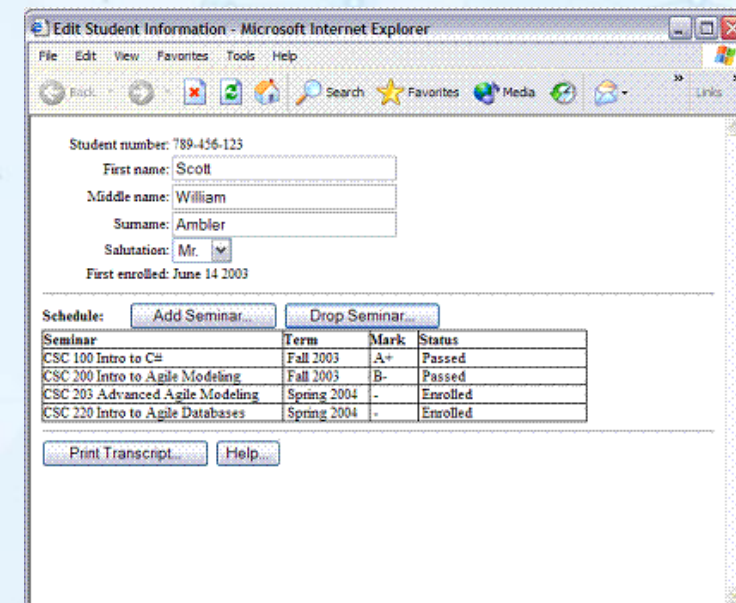 Edit Student Information - Microsoft Internet Explorer
File Edit View Favorites Tools Help
Back Search Favorites Media » Links »
Student number: 789-456-123
First name: Scott
Middle name: William
Surname: Ambler
Salutation: Mr.
First enrolled: June 14 2003
Schedule: Add Seminar... Drop Seminar...
Seminar Term Mark Status
CSC 100 Intro to C# Fall 2003 A+ Passed
CSC 200 Intro to Agile Modeling Fall 2003 B- Passed
CSC 203 Advanced Agile Modeling Spring 2004 - Enrolled
CSC 220 Intro to Agile Databases Spring 2004 - Enrolled
Print Transcript... Help...